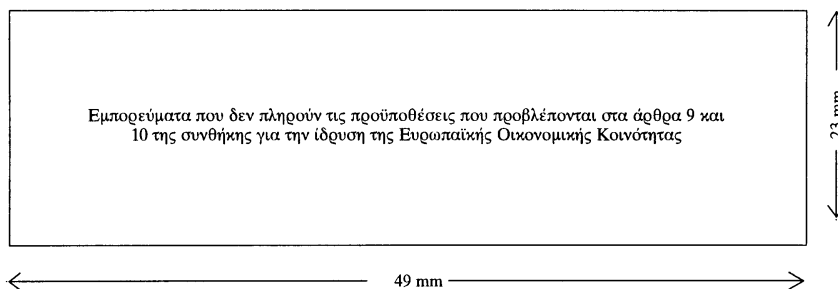 Εμπορεύματα που δεν πληρούν τις προϋποθέσεις που προβλέπονται στα άρθρα 9 και
10 της συνθήκης για την ίδρυση της Ευρωπαϊκής Οικονομικής Κοινότητας
23 mm
49 mm